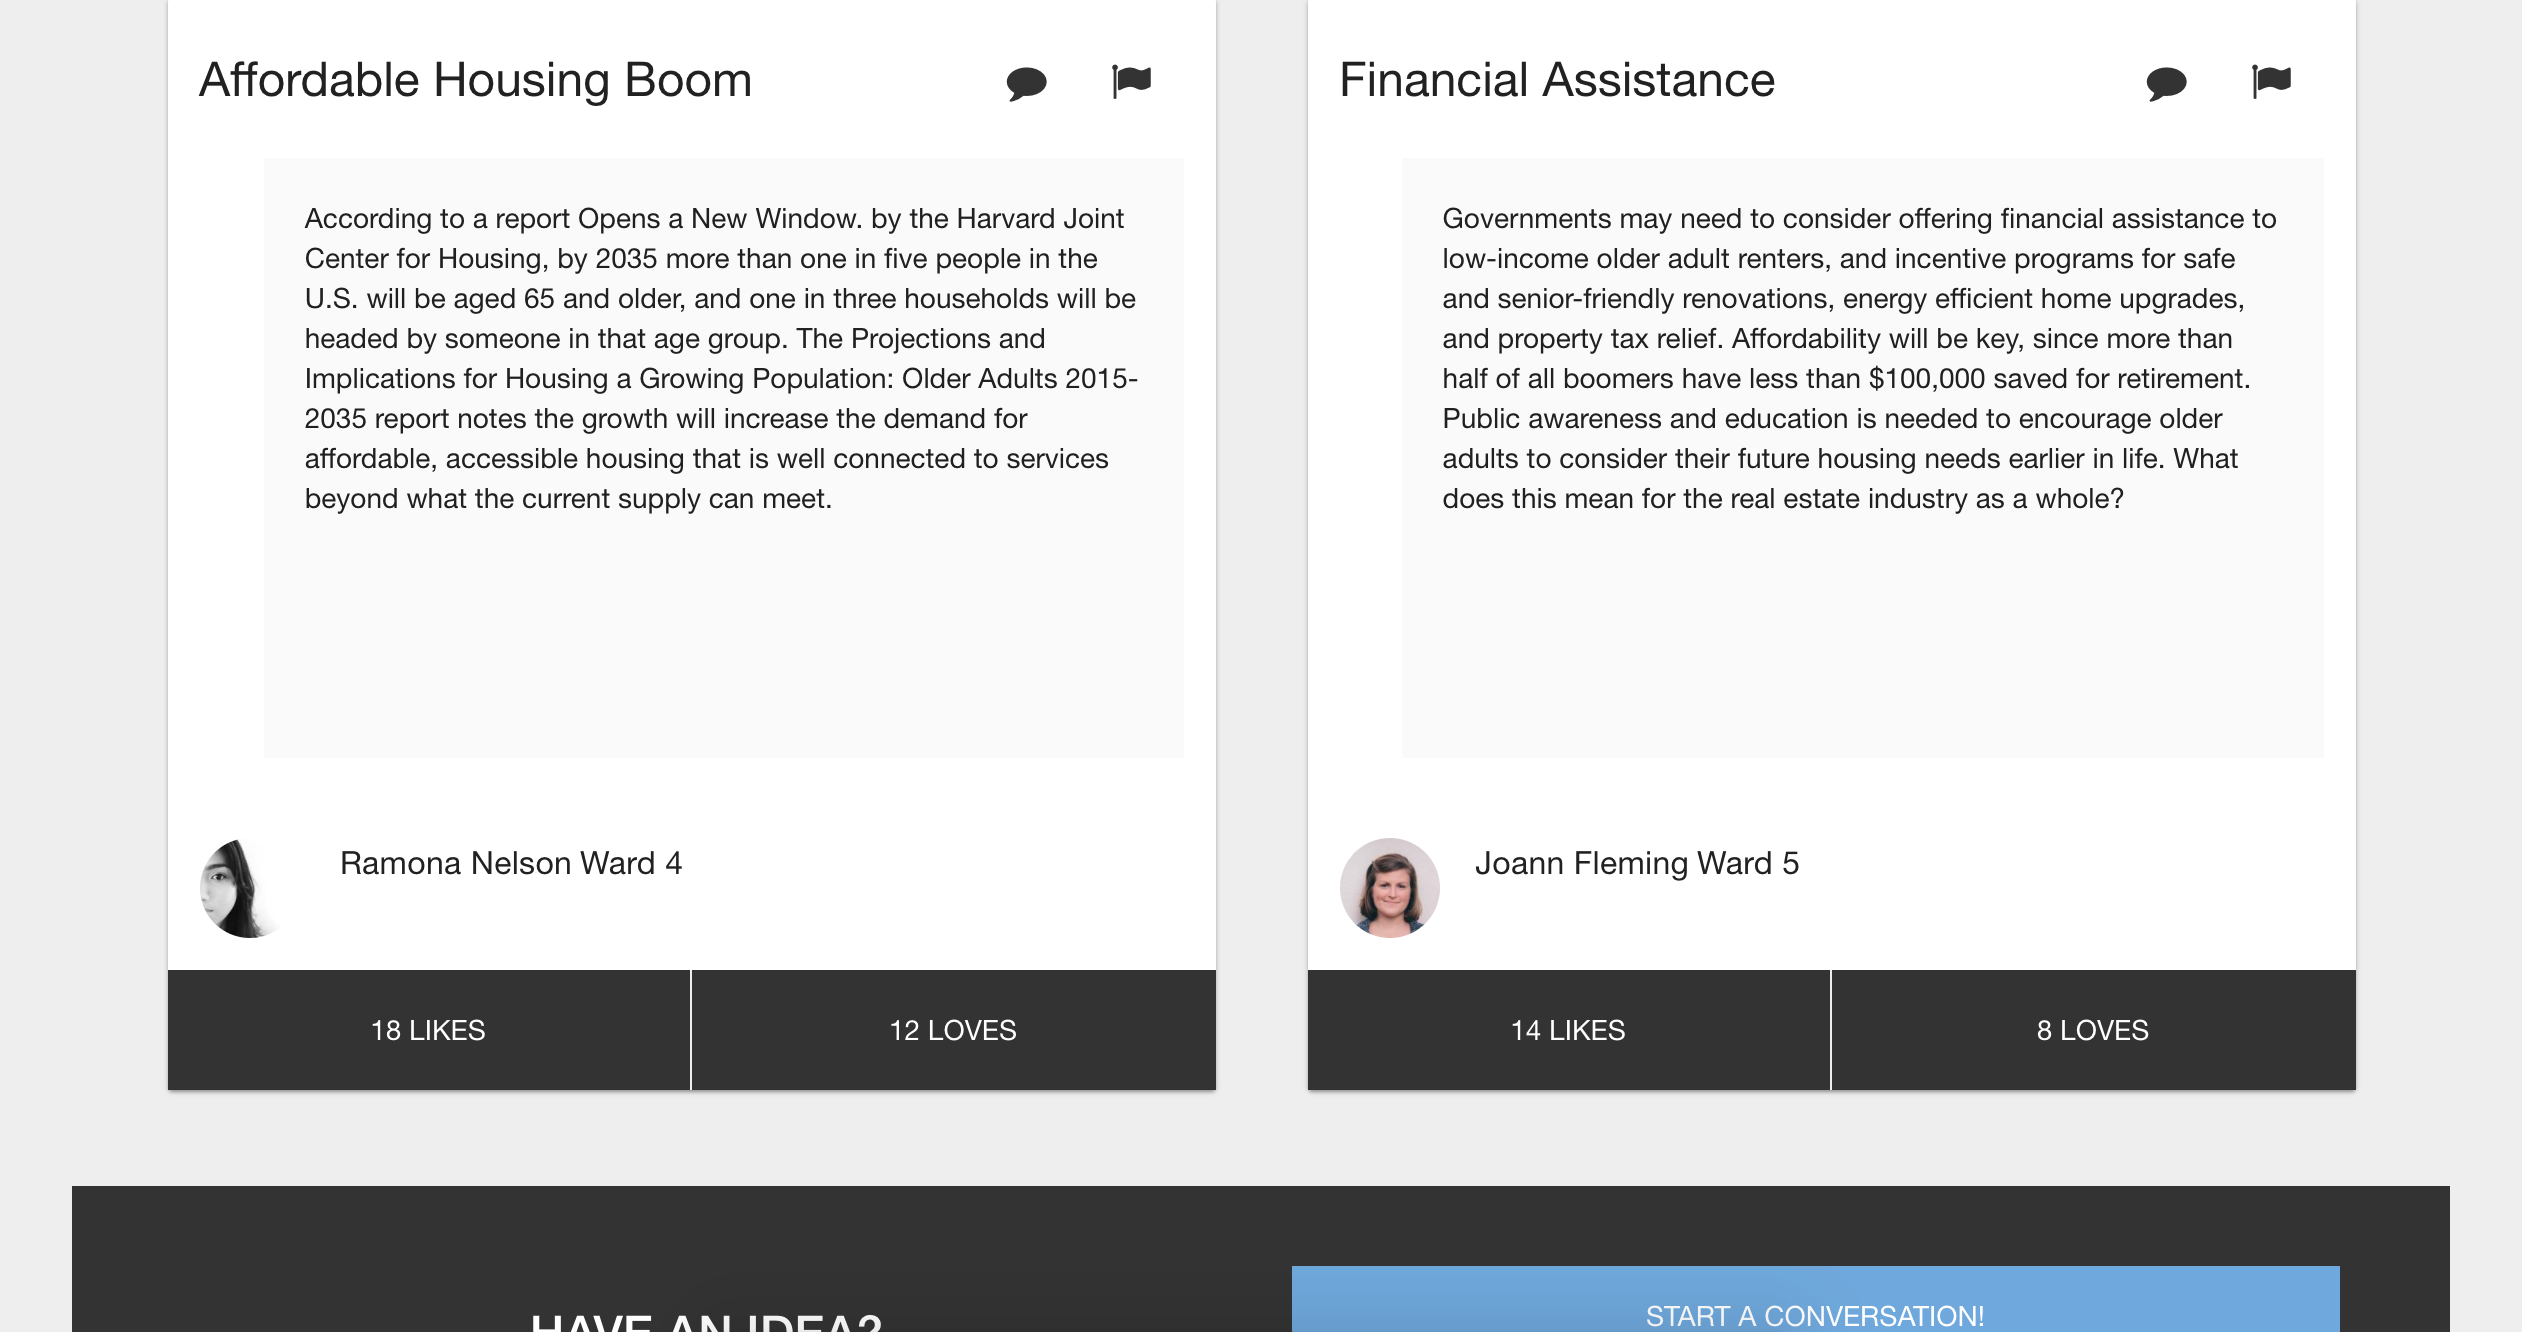 Affordable Housing Boom
According to a report Opens a New Window. by the Harvard Joint
Center for Housing, by 2035 more than one in five people in the
U.S. will be aged 65 and older, and one in three households will be
headed by someone in that age group. The Projections and
Implications for Housing a Growing Population: Older Adults 2015-
2035 report notes the growth will increase the demand for
affordable, accessible housing that is well connected to services
beyond what the current supply can meet.
Ramona Nelson Ward 4
18 LIKES
12 LOVES
Financial Assistance
Governments may need to consider offering financial assistance to
low-income older adult renters, and incentive programs for safe
and senior-friendly renovations, energy efficient home upgrades,
and property tax relief. Affordability will be key, since more than
half of all boomers have less than $100,000 saved for retirement.
Public awareness and education is needed to encourage older
adults to consider their future housing needs earlier in life. What
does this mean for the real estate industry as a whole?
Joann Fleming Ward 5
14 LIKES
8 LOVES
HAVE AN IDEA?
START A CONVERSATION!